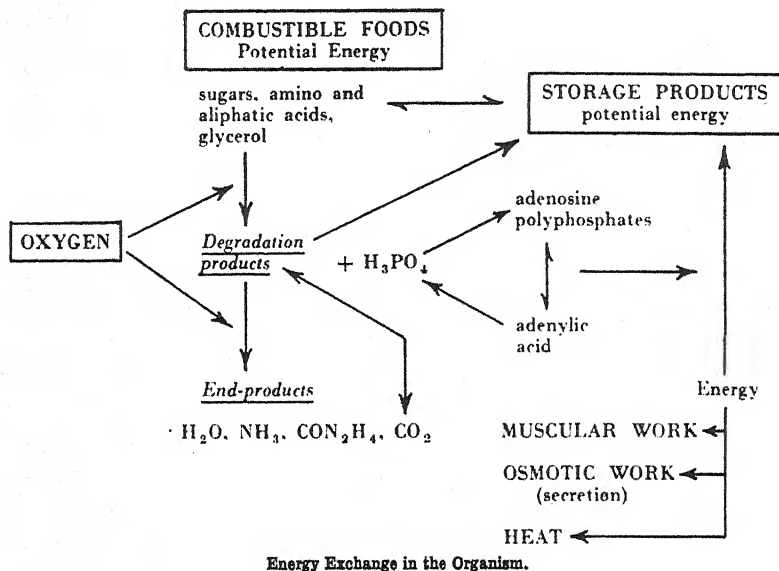 COMBUSTIBLE FOODS
Potential Energy
sugars, amino and
aliphatic acids,
glycerol
STORAGE PRODUCTS
potential energy
OXYGEN
Degradation
products
+ H₃PO₄
adenosine
polyphosphates
adenylic
acid
End-products
H₂O, NH₃, CON₂H₄, CO₂
Energy
MUSCULAR WORK
OSMOTIC WORK
(secretion)
HEAT
Energy Exchange in the Organism.